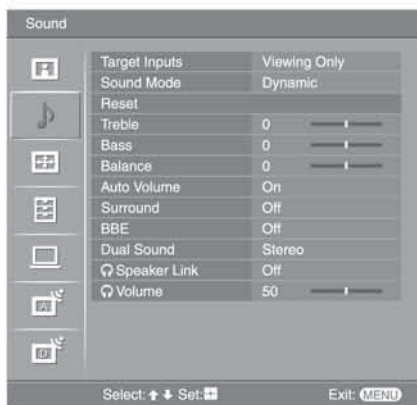 Sound
Target Inputs Viewing Only
Sound Mode Dynamic
Reset
Treble 0
Bass 0
Balance 0
Auto Volume On
Surround Off
BBE Off
Dual Sound Stereo
Speaker Link Off
Volume 50
A
D
Select: Set: Exit: MENU